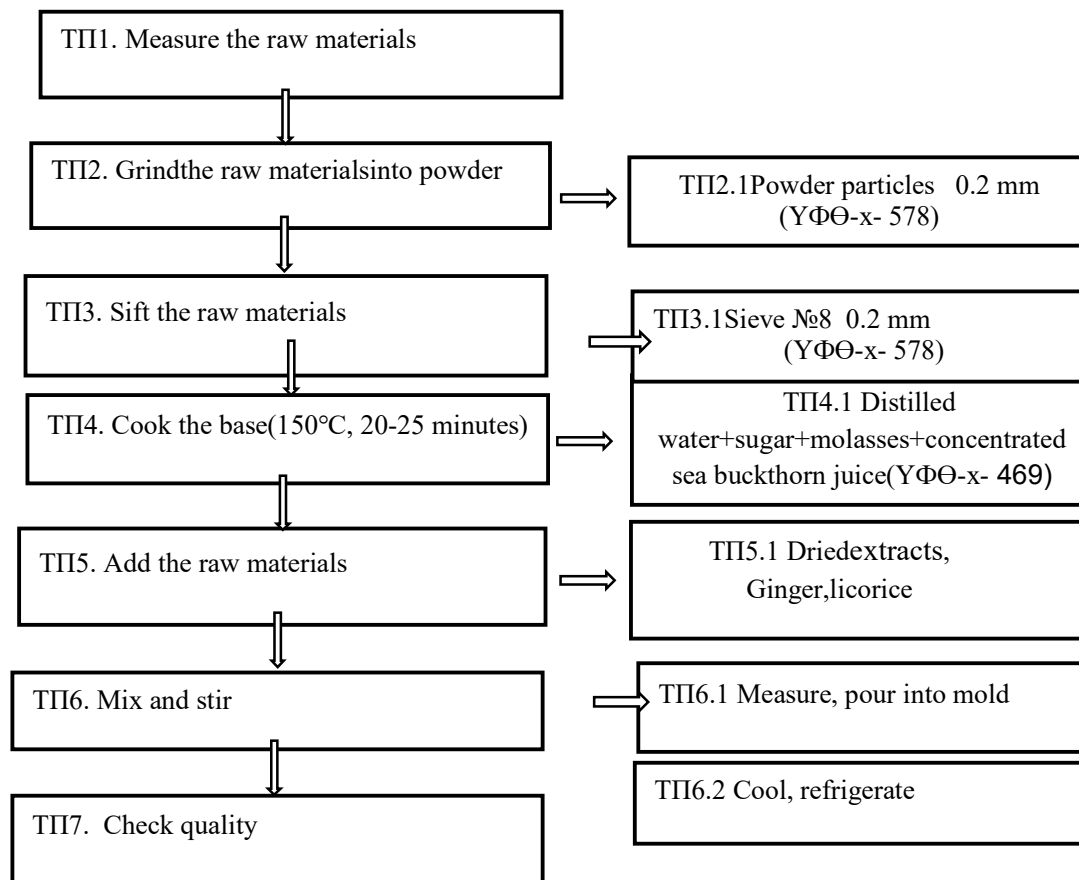 ТП1. Measure the raw materials
ТП2. Grindthe raw materialsinto powder
ТП2.1Powder particles 0.2 mm
(ҮФӨ-х- 578)
ТП3. Sift the raw materials
ТП3.1Sieve №8 0.2 mm
(ҮФӨ-х- 578)
ТП4. Cook the base(150℃, 20-25 minutes)
ТП4.1 Distilled
water+sugar+molasses+concentrated
sea buckthorn juice(ҮФӨ-х- 469)
ТП5. Add the raw materials
ТП5.1 Driedextracts,
Ginger,licorice
ТП6. Mix and stir
ТП6.1 Measure, pour into mold
ТП6.2 Cool, refrigerate
ТП7. Check quality